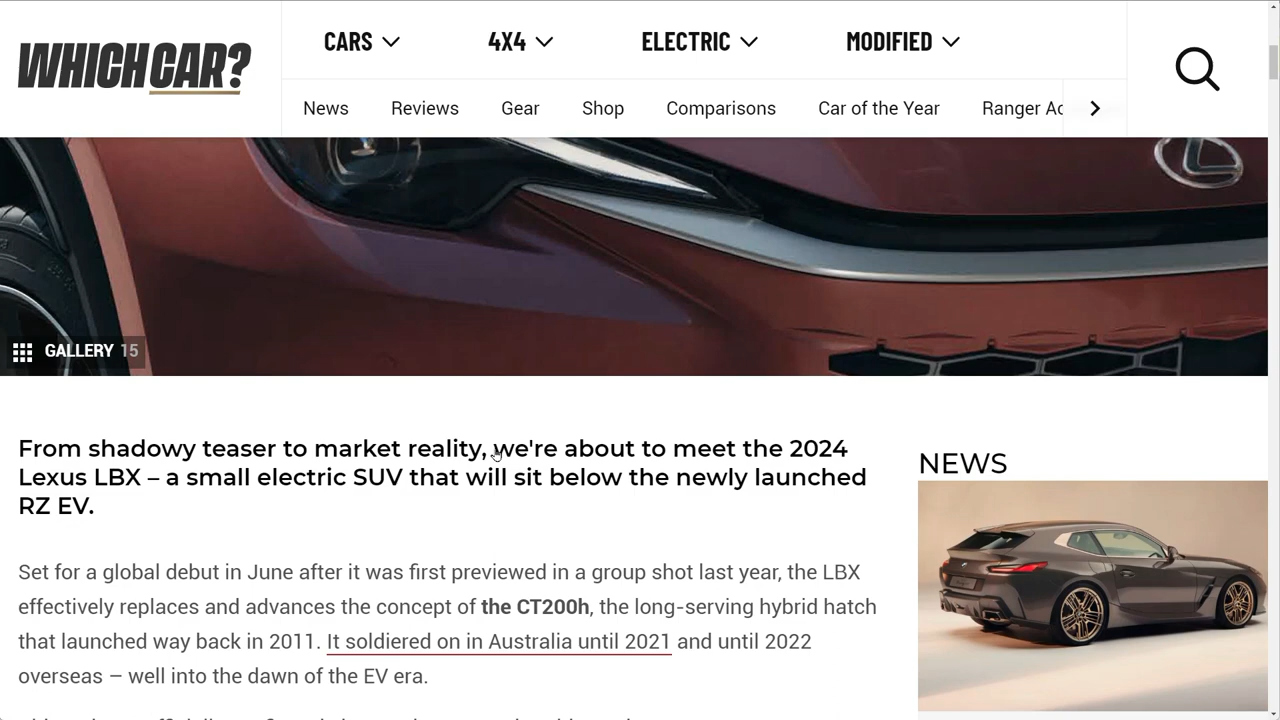 WHICHCAR?
CARS
4X4
ELECTRIC
MODIFIED
News
Reviews
Gear
Shop
Comparisons
Car of the Year
Ranger Ac
GALLERY 15
From shadowy teaser to market reality, we're about to meet the 2024
Lexus LBX – a small electric SUV that will sit below the newly launched
RZ EV.
NEWS
Set for a global debut in June after it was first previewed in a group shot last year, the LBX
effectively replaces and advances the concept of the CT200h, the long-serving hybrid hatch
that launched way back in 2011. It soldiered on in Australia until 2021 and until 2022
overseas – well into the dawn of the EV era.